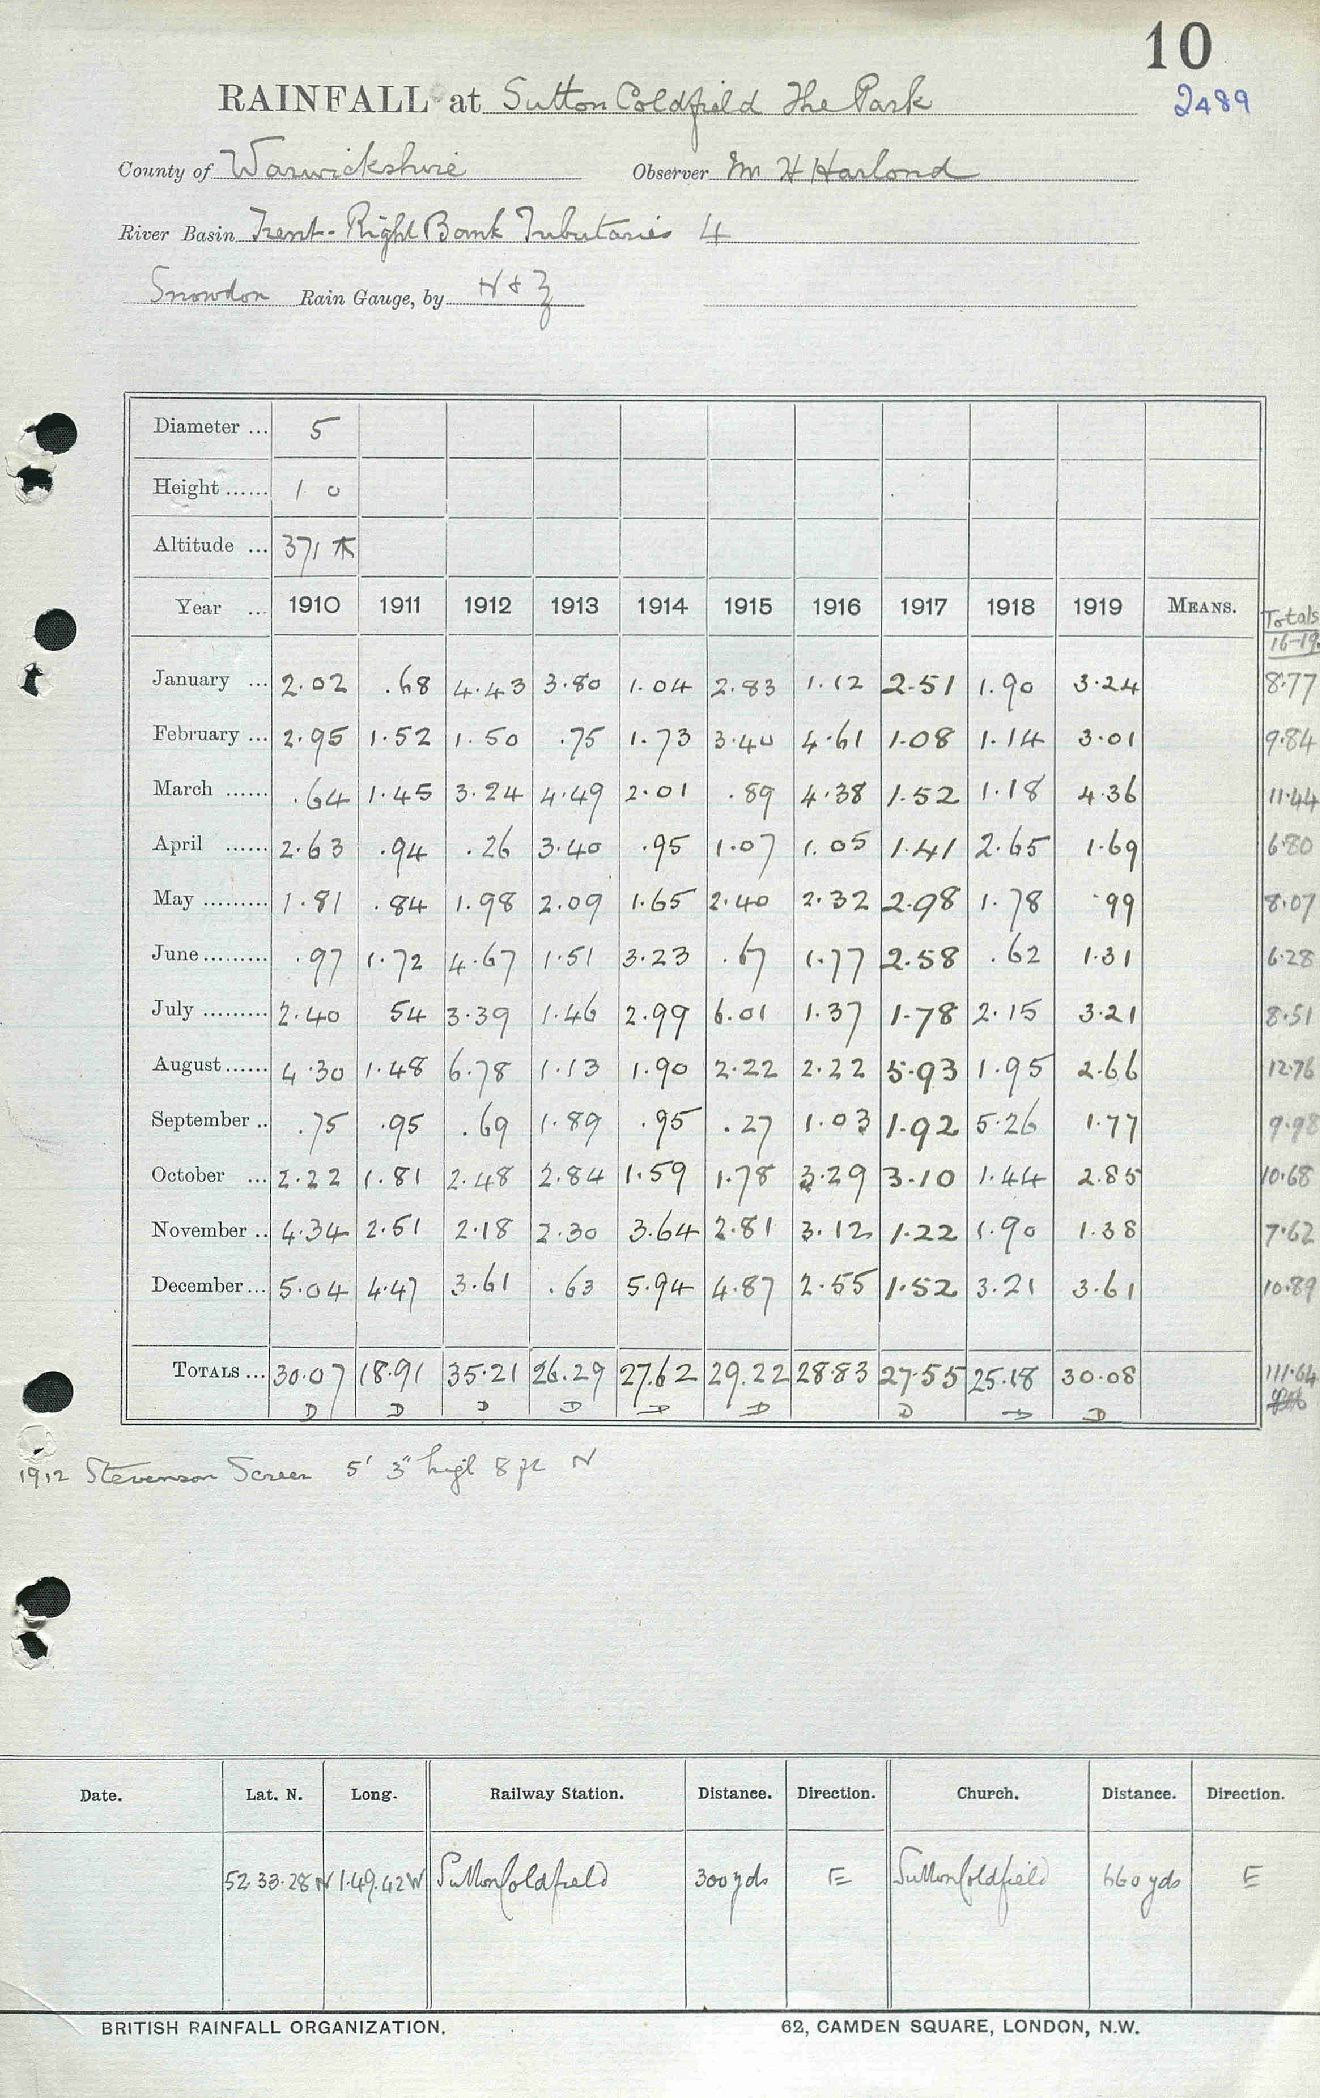 10
RAINFALL at Sutton Coldfield The Park
2489
County of Warwickshire Observer M H Harland
River Basin Trent-Right Bank Tributaries 4
Snowdon Rain Gauge, by N & Z
Diameter ... 5
Height ...... 1 0
Altitude ... 371
Year ... 1910 1911 1912 1913 1914 1915 1916 1917 1918 1919 MEANS. Totals 16-19
January ... 2.02 .68 4.43 3.80 1.04 2.83 1.12 2.51 1.90 3.24 8.77
February ... 2.95 1.52 1.50 .75 1.73 3.40 4.61 1.08 1.14 3.01 9.84
March ...... .64 1.45 3.24 4.49 2.01 .89 4.38 1.52 1.18 4.36 11.44
April ...... 2.63 .94 .26 3.40 .95 1.07 1.05 1.41 2.65 1.69 6.80
May ......... 1.81 .84 1.98 2.09 1.65 2.40 2.32 2.98 1.78 .99 8.07
June ......... .97 1.72 4.67 1.51 3.23 .67 1.77 2.58 .62 1.31 6.28
July ......... 2.40 54 3.39 1.46 2.99 6.01 1.37 1.78 2.15 3.21 8.51
August ...... 4.30 1.48 6.78 1.13 1.90 2.22 2.22 5.93 1.95 2.66 12.76
September .. .75 .95 .69 1.89 .95 .27 1.03 1.92 5.26 1.77 9.98
October ... 2.22 1.81 2.48 2.84 1.59 1.78 3.29 3.10 1.44 2.85 10.68
November .. 4.34 2.51 2.18 2.30 3.64 2.81 3.12 1.22 1.90 1.38 7.62
December ... 5.04 4.47 3.61 .63 5.94 4.87 2.55 1.52 3.21 3.61 10.89
TOTALS ... 30.07 18.91 35.21 26.29 27.62 29.22 28.83 27.55 25.18 30.08 111.64
D D D D D D D D D
1912 Stevenson Screen 5' 3" high 8 ft N
Date. Lat. N. Long. Railway Station. Distance. Direction. Church. Distance. Direction.
52 33.28 N 1.49.42 W Sutton Coldfield 300 yds E Sutton Coldfield 660 yds E
BRITISH RAINFALL ORGANIZATION. 62, CAMDEN SQUARE, LONDON, N.W.